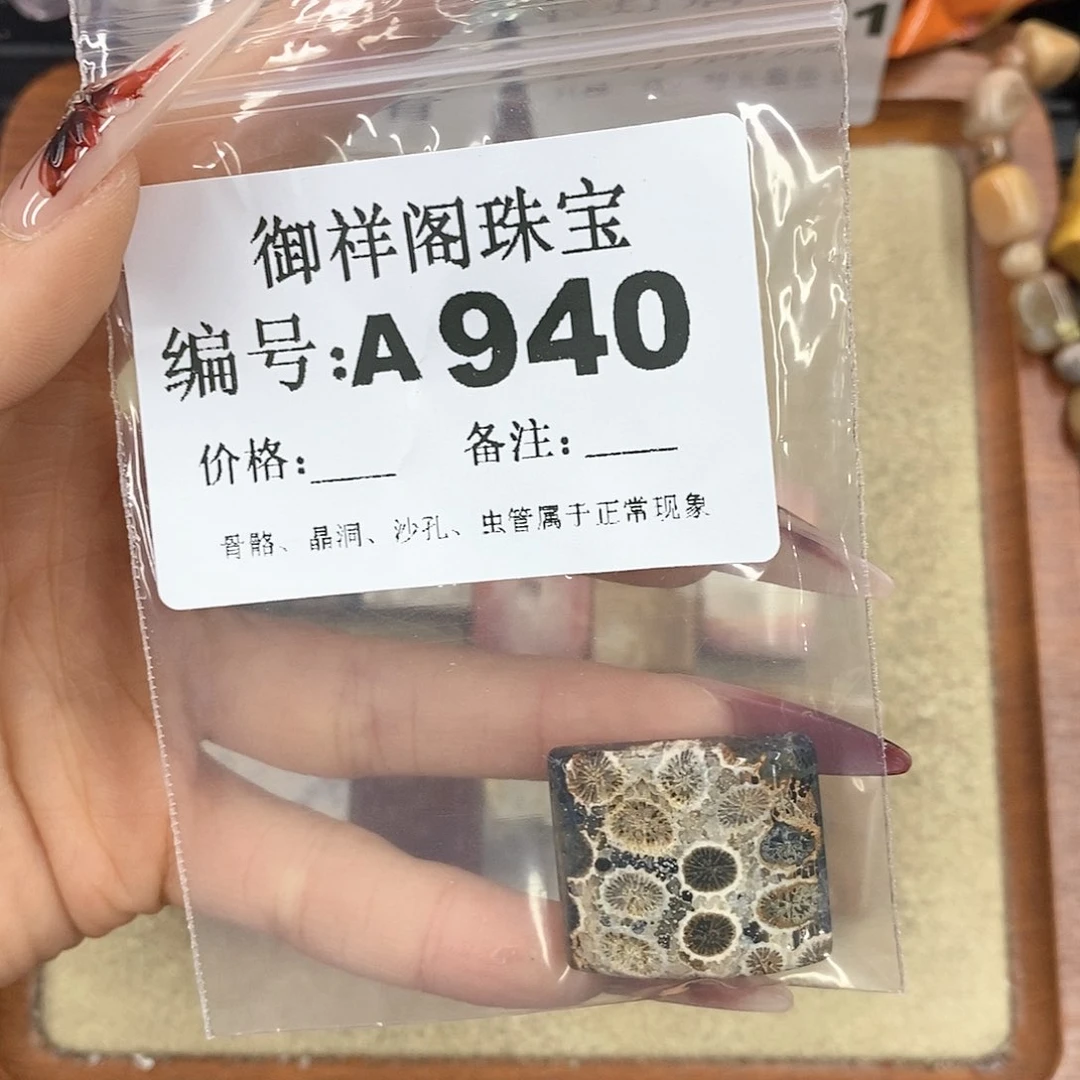 御祥阁珠宝
编号:A940
价格:____ 备注:____
骨骼、晶洞、沙孔、虫管属于正常现象
1